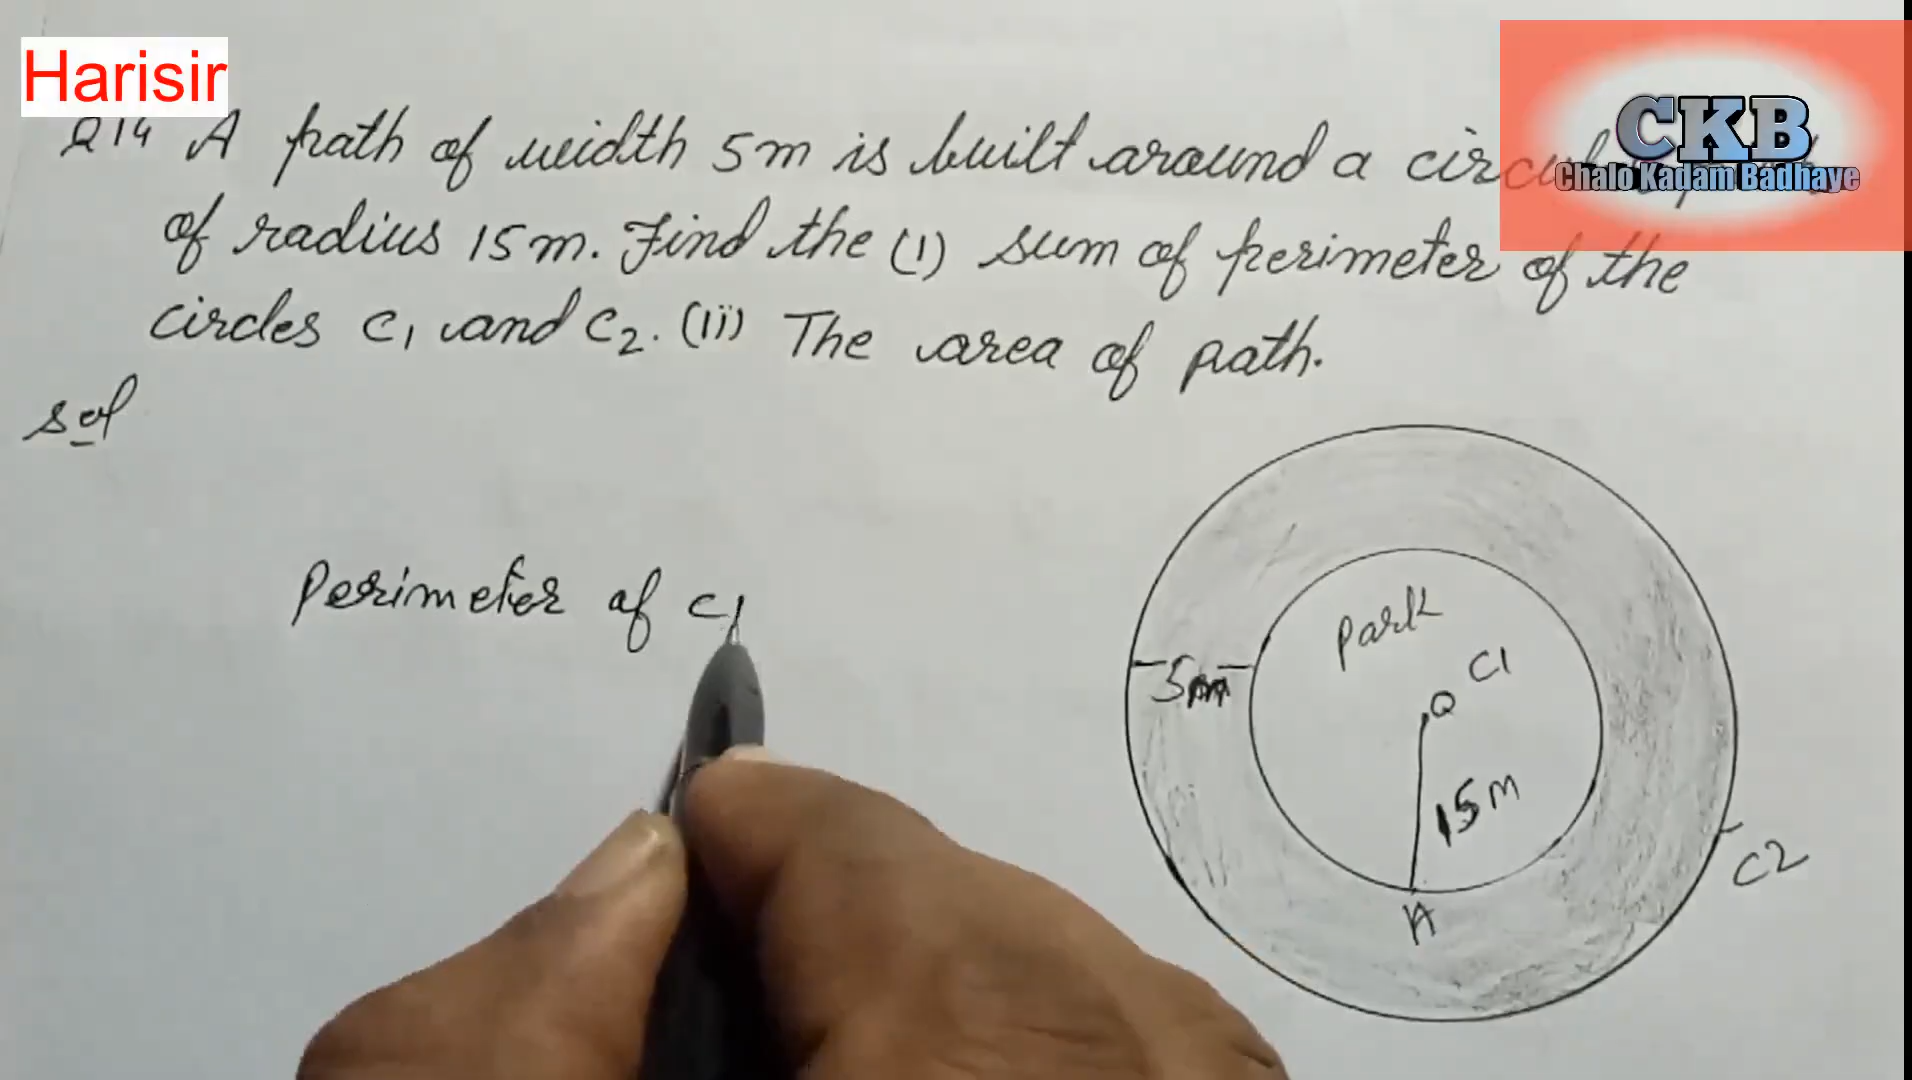 Harisir
CKB
Chalo Kadam Badhaye
Q14 A path of width 5m is built around a
of radius 15m. Find the (i) sum of perimeter of the
circles C1 and C2. (ii) The area of path.
Sol
Perimeter of C1
Park
C1
5m
O
15m
A
C2